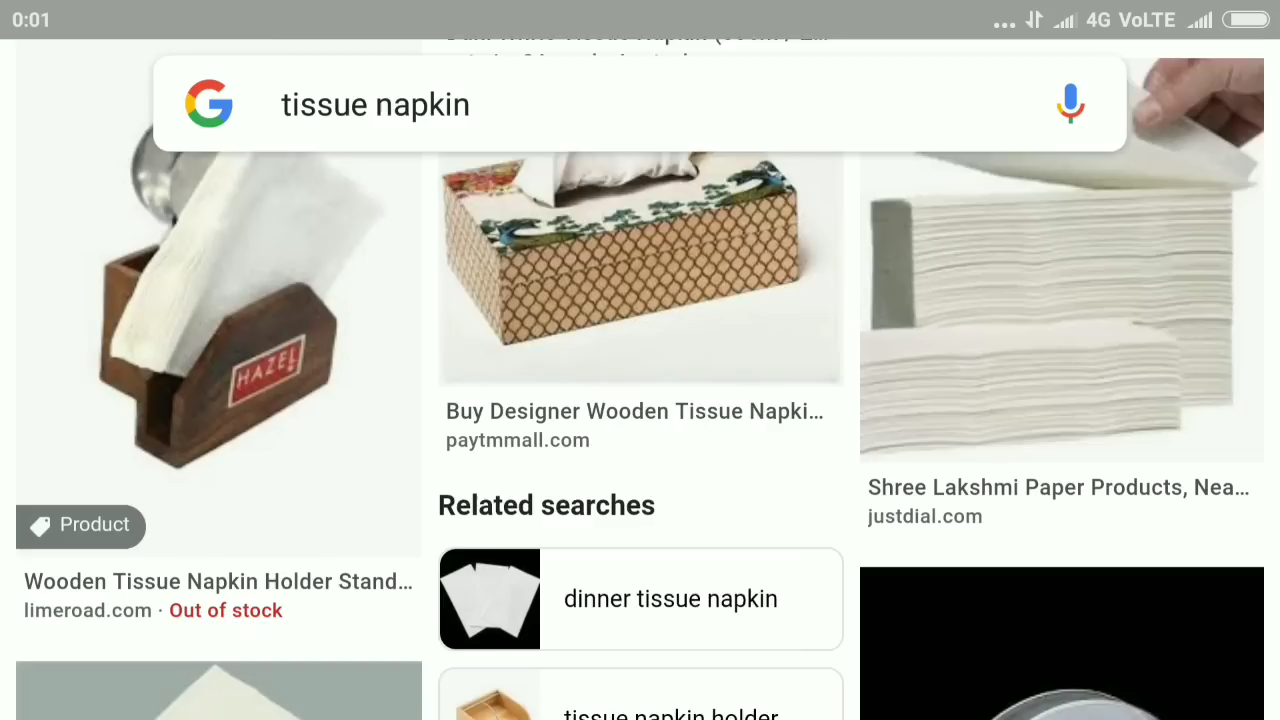 0:01
4G VoLTE
tissue napkin
HAZEL
Product
Wooden Tissue Napkin Holder Stand...
limeroad.com · Out of stock
Buy Designer Wooden Tissue Napki...
paytmmall.com
Related searches
dinner tissue napkin
tissue napkin holder
Shree Lakshmi Paper Products, Nea...
justdial.com